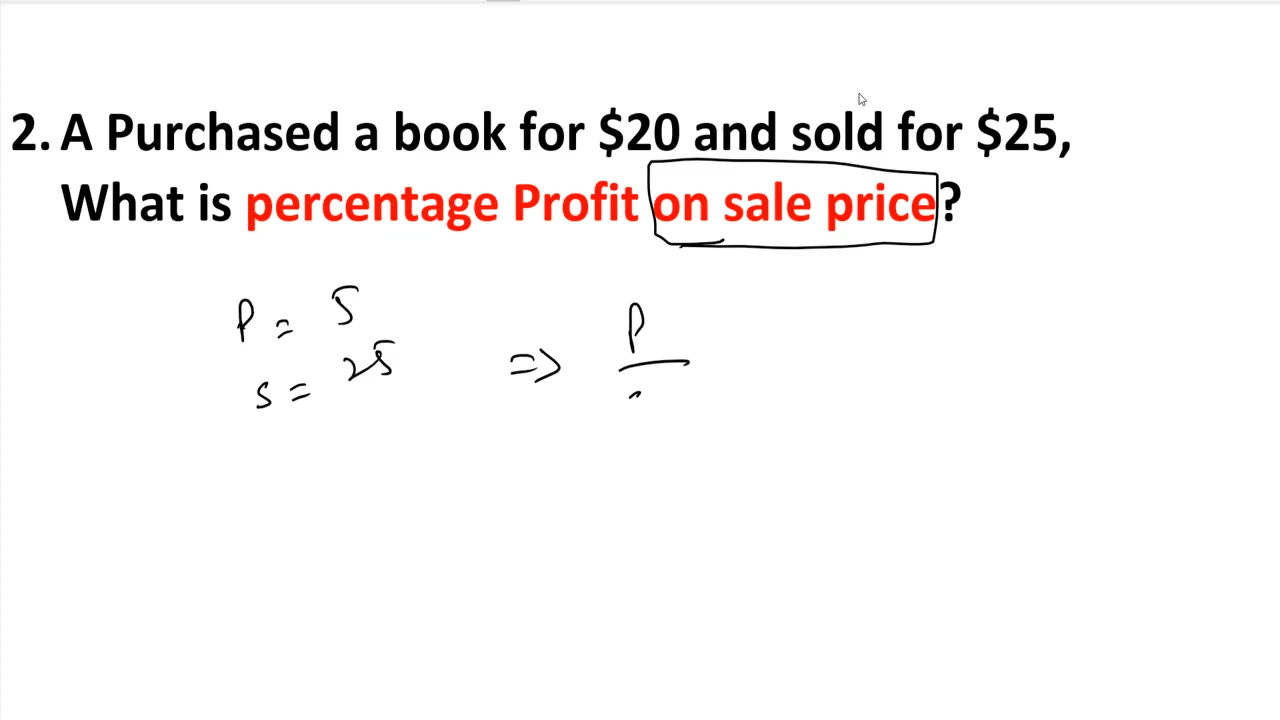 2. A Purchased a book for $20 and sold for $25,
What is percentage Profit on sale price?
P = 5
S = 25
=> P